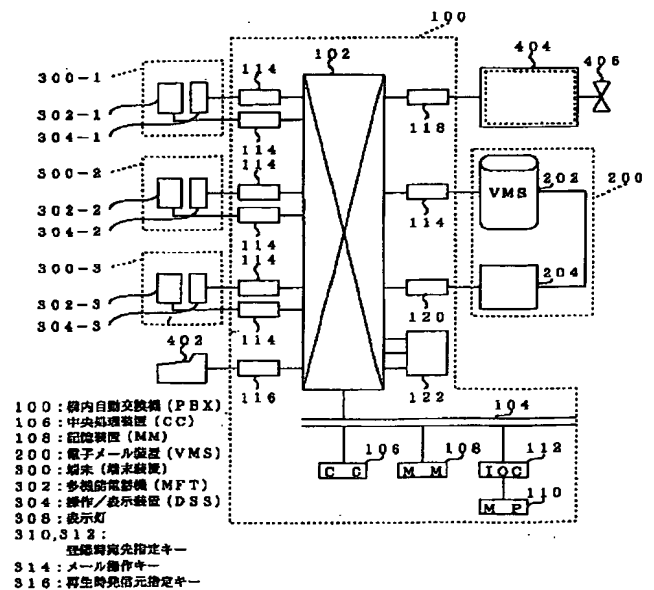 100
102
404
406
300-1
302-1
304-1
114
114
118
300-2
302-2
304-2
114
114
114
VMS
202
200
300-3
302-3
304-3
114
114
120
204
402
116
122
104
CC
106
MM
108
IOC
112
MP
110
100:構内自動交換機(PBX)
106:中央処理装置(CC)
108:記憶装置(MM)
200:電子メール装置(VMS)
300:端末(端末装置)
302:多機能電話機(MFT)
304:操作/表示装置(DSS)
308:表示灯
310,312:
登録時宛先指定キー
314:メール操作キー
316:再生時発信元指定キー